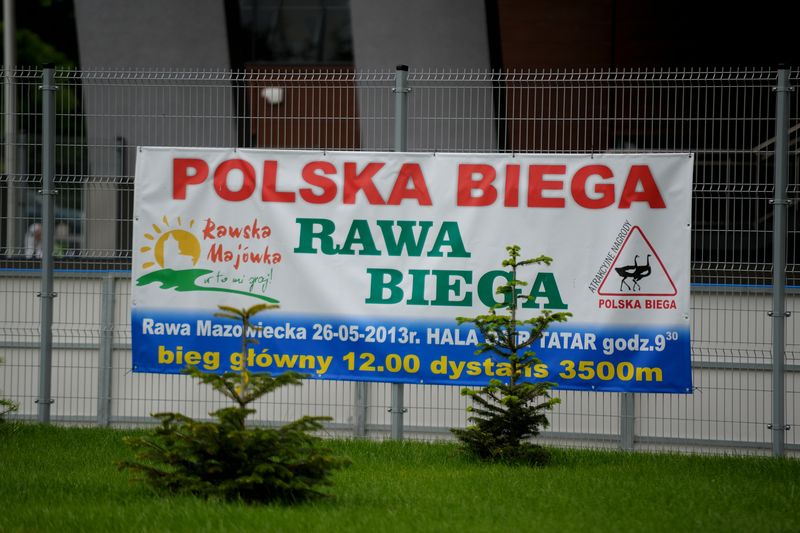 POLSKA BIEGA
RAWA
BIEGA
Rawska
Majówka
w to mi graj!
ATRAKCYJNE NAGRODY
POLSKA BIEGA
Rawa Mazowiecka 26-05-2013r. HALA TATAR godz.9³⁰
bieg główny 12.00 dystans 3500m